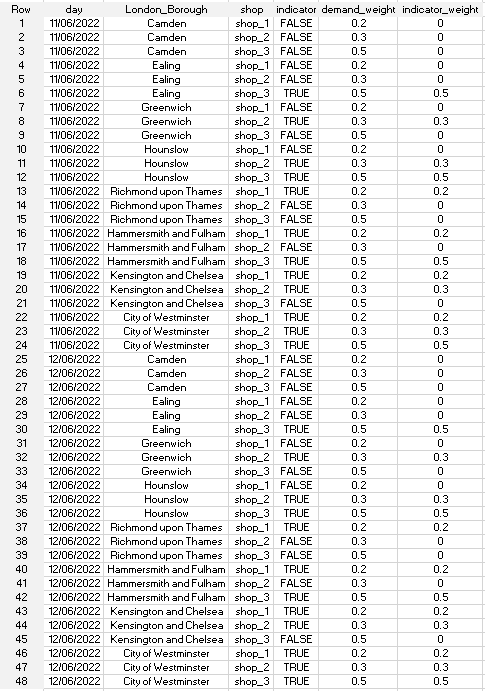 Row day London_Borough shop indicator demand_weight indicator_weight
1 11/06/2022 Camden shop_1 FALSE 0.2 0
2 11/06/2022 Camden shop_2 FALSE 0.3 0
3 11/06/2022 Camden shop_3 FALSE 0.5 0
4 11/06/2022 Ealing shop_1 FALSE 0.2 0
5 11/06/2022 Ealing shop_2 FALSE 0.3 0
6 11/06/2022 Ealing shop_3 TRUE 0.5 0.5
7 11/06/2022 Greenwich shop_1 FALSE 0.2 0
8 11/06/2022 Greenwich shop_2 TRUE 0.3 0.3
9 11/06/2022 Greenwich shop_3 FALSE 0.5 0
10 11/06/2022 Hounslow shop_1 FALSE 0.2 0
11 11/06/2022 Hounslow shop_2 TRUE 0.3 0.3
12 11/06/2022 Hounslow shop_3 TRUE 0.5 0.5
13 11/06/2022 Richmond upon Thames shop_1 TRUE 0.2 0.2
14 11/06/2022 Richmond upon Thames shop_2 FALSE 0.3 0
15 11/06/2022 Richmond upon Thames shop_3 FALSE 0.5 0
16 11/06/2022 Hammersmith and Fulham shop_1 TRUE 0.2 0.2
17 11/06/2022 Hammersmith and Fulham shop_2 FALSE 0.3 0
18 11/06/2022 Hammersmith and Fulham shop_3 TRUE 0.5 0.5
19 11/06/2022 Kensington and Chelsea shop_1 TRUE 0.2 0.2
20 11/06/2022 Kensington and Chelsea shop_2 TRUE 0.3 0.3
21 11/06/2022 Kensington and Chelsea shop_3 FALSE 0.5 0
22 11/06/2022 City of Westminster shop_1 TRUE 0.2 0.2
23 11/06/2022 City of Westminster shop_2 TRUE 0.3 0.3
24 11/06/2022 City of Westminster shop_3 TRUE 0.5 0.5
25 12/06/2022 Camden shop_1 FALSE 0.2 0
26 12/06/2022 Camden shop_2 FALSE 0.3 0
27 12/06/2022 Camden shop_3 FALSE 0.5 0
28 12/06/2022 Ealing shop_1 FALSE 0.2 0
29 12/06/2022 Ealing shop_2 FALSE 0.3 0
30 12/06/2022 Ealing shop_3 TRUE 0.5 0.5
31 12/06/2022 Greenwich shop_1 FALSE 0.2 0
32 12/06/2022 Greenwich shop_2 TRUE 0.3 0.3
33 12/06/2022 Greenwich shop_3 FALSE 0.5 0
34 12/06/2022 Hounslow shop_1 FALSE 0.2 0
35 12/06/2022 Hounslow shop_2 TRUE 0.3 0.3
36 12/06/2022 Hounslow shop_3 TRUE 0.5 0.5
37 12/06/2022 Richmond upon Thames shop_1 TRUE 0.2 0.2
38 12/06/2022 Richmond upon Thames shop_2 FALSE 0.3 0
39 12/06/2022 Richmond upon Thames shop_3 FALSE 0.5 0
40 12/06/2022 Hammersmith and Fulham shop_1 TRUE 0.2 0.2
41 12/06/2022 Hammersmith and Fulham shop_2 FALSE 0.3 0
42 12/06/2022 Hammersmith and Fulham shop_3 TRUE 0.5 0.5
43 12/06/2022 Kensington and Chelsea shop_1 TRUE 0.2 0.2
44 12/06/2022 Kensington and Chelsea shop_2 TRUE 0.3 0.3
45 12/06/2022 Kensington and Chelsea shop_3 FALSE 0.5 0
46 12/06/2022 City of Westminster shop_1 TRUE 0.2 0.2
47 12/06/2022 City of Westminster shop_2 TRUE 0.3 0.3
48 12/06/2022 City of Westminster shop_3 TRUE 0.5 0.5